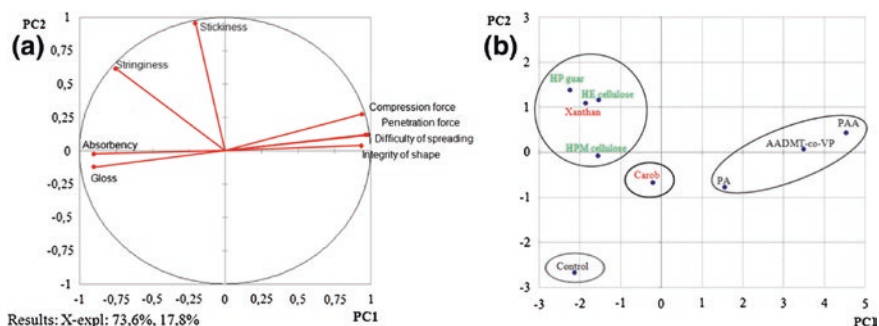 (a)
PC2
1
0,75
0,5
0,25
0
-0,25
-0,5
-0,75
-1
-1 -0,75 -0,5 -0,25 0 0,25 0,5 0,75 1
PC1
Stickiness
Stringiness
Compression force
Penetration force
Difficulty of spreading
Integrity of shape
Absorbency
Gloss
Results: X-expl: 73,6%, 17,8%
(b)
PC2
3
2
1
0
-1
-2
-3
-3 -2 -1 0 1 2 3 4 5
PC1
HP guar
HE cellulose
Xanthan
HPM cellulose
Carob
PAA
AADMT-co-VP
PA
Control